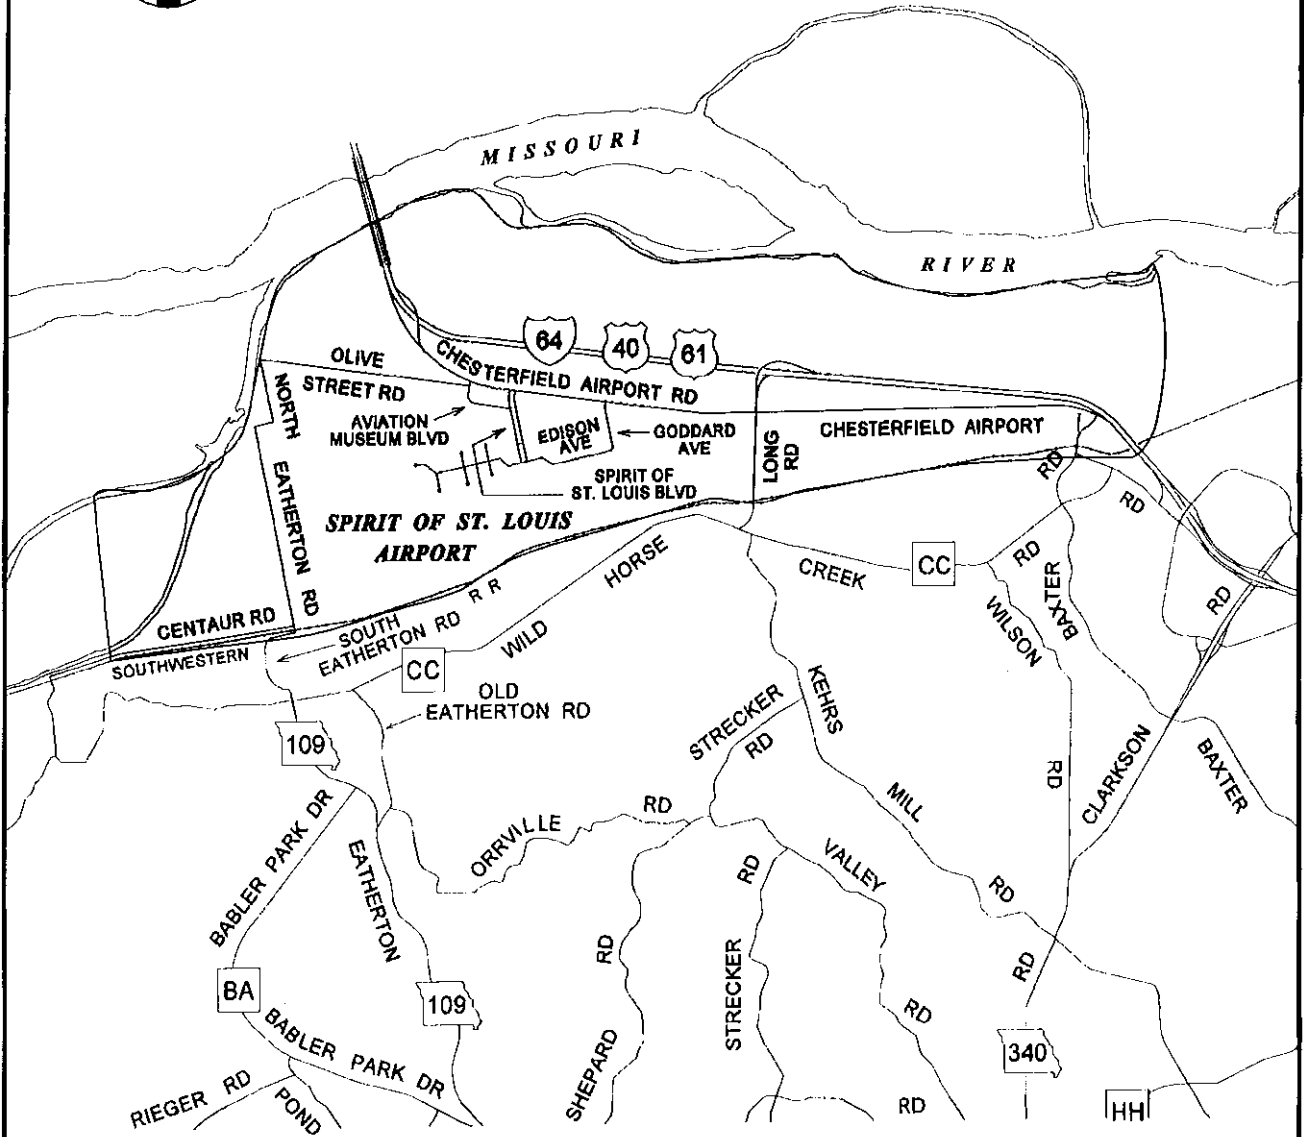 MISSOURI
RIVER
64
40
61
OLIVE
STREET RD
CHESTERFIELD AIRPORT RD
NORTH EATHERTON RD
AVIATION
MUSEUM BLVD
EDISON
AVE
GODDARD
AVE
LONG
RD
CHESTERFIELD AIRPORT
RD
RD
SPIRIT OF
ST. LOUIS BLVD
SPIRIT OF ST. LOUIS
AIRPORT
R R
WILD HORSE CREEK RD
CC
CENTAUR RD
SOUTHWESTERN
SOUTH
EATHERTON RD
CC
OLD
EATHERTON RD
WILSON RD
BAXTER
BAXTER
RD
CLARKSON RD
KEHRS MILL RD
STRECKER
RD
109
BABLER PARK DR
EATHERTON
ORRVILLE RD
VALLEY RD
RD
STRECKER
SHEPARD RD
BA
109
BABLER PARK DR
340
RIEGER RD
POND
RD
HH